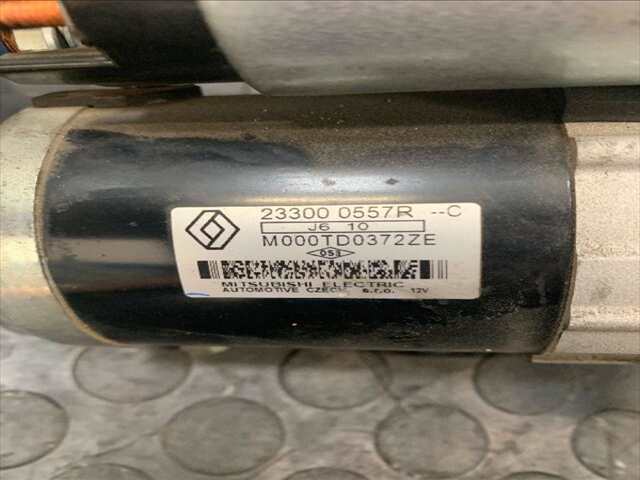 23300 0557R --C
J6 10
M000TD0372ZE
053
MITSUBISHI ELECTRIC
AUTOMOTIVE CZECH s.r.o. 12V